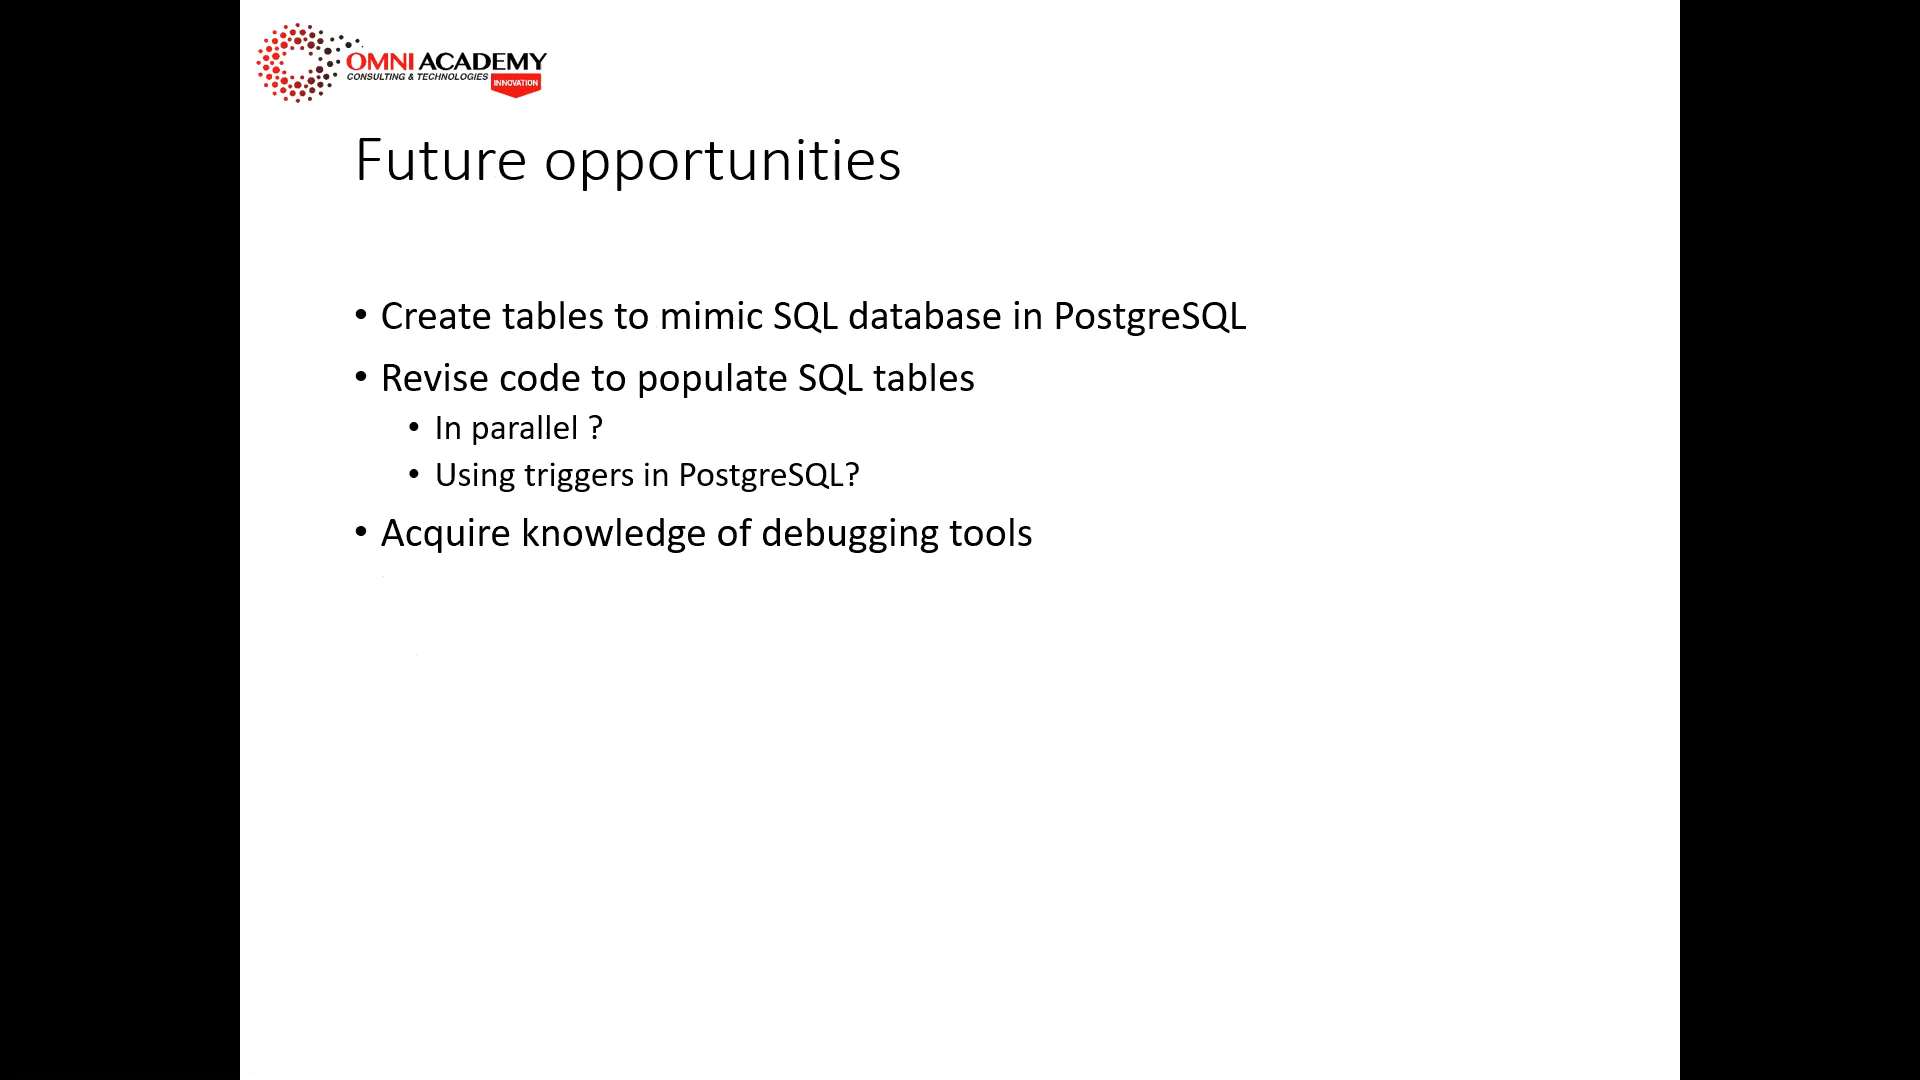 OMNI ACADEMY
CONSULTING & TECHNOLOGIES
INNOVATION
Future opportunities
• Create tables to mimic SQL database in PostgreSQL
• Revise code to populate SQL tables
• In parallel ?
• Using triggers in PostgreSQL?
• Acquire knowledge of debugging tools